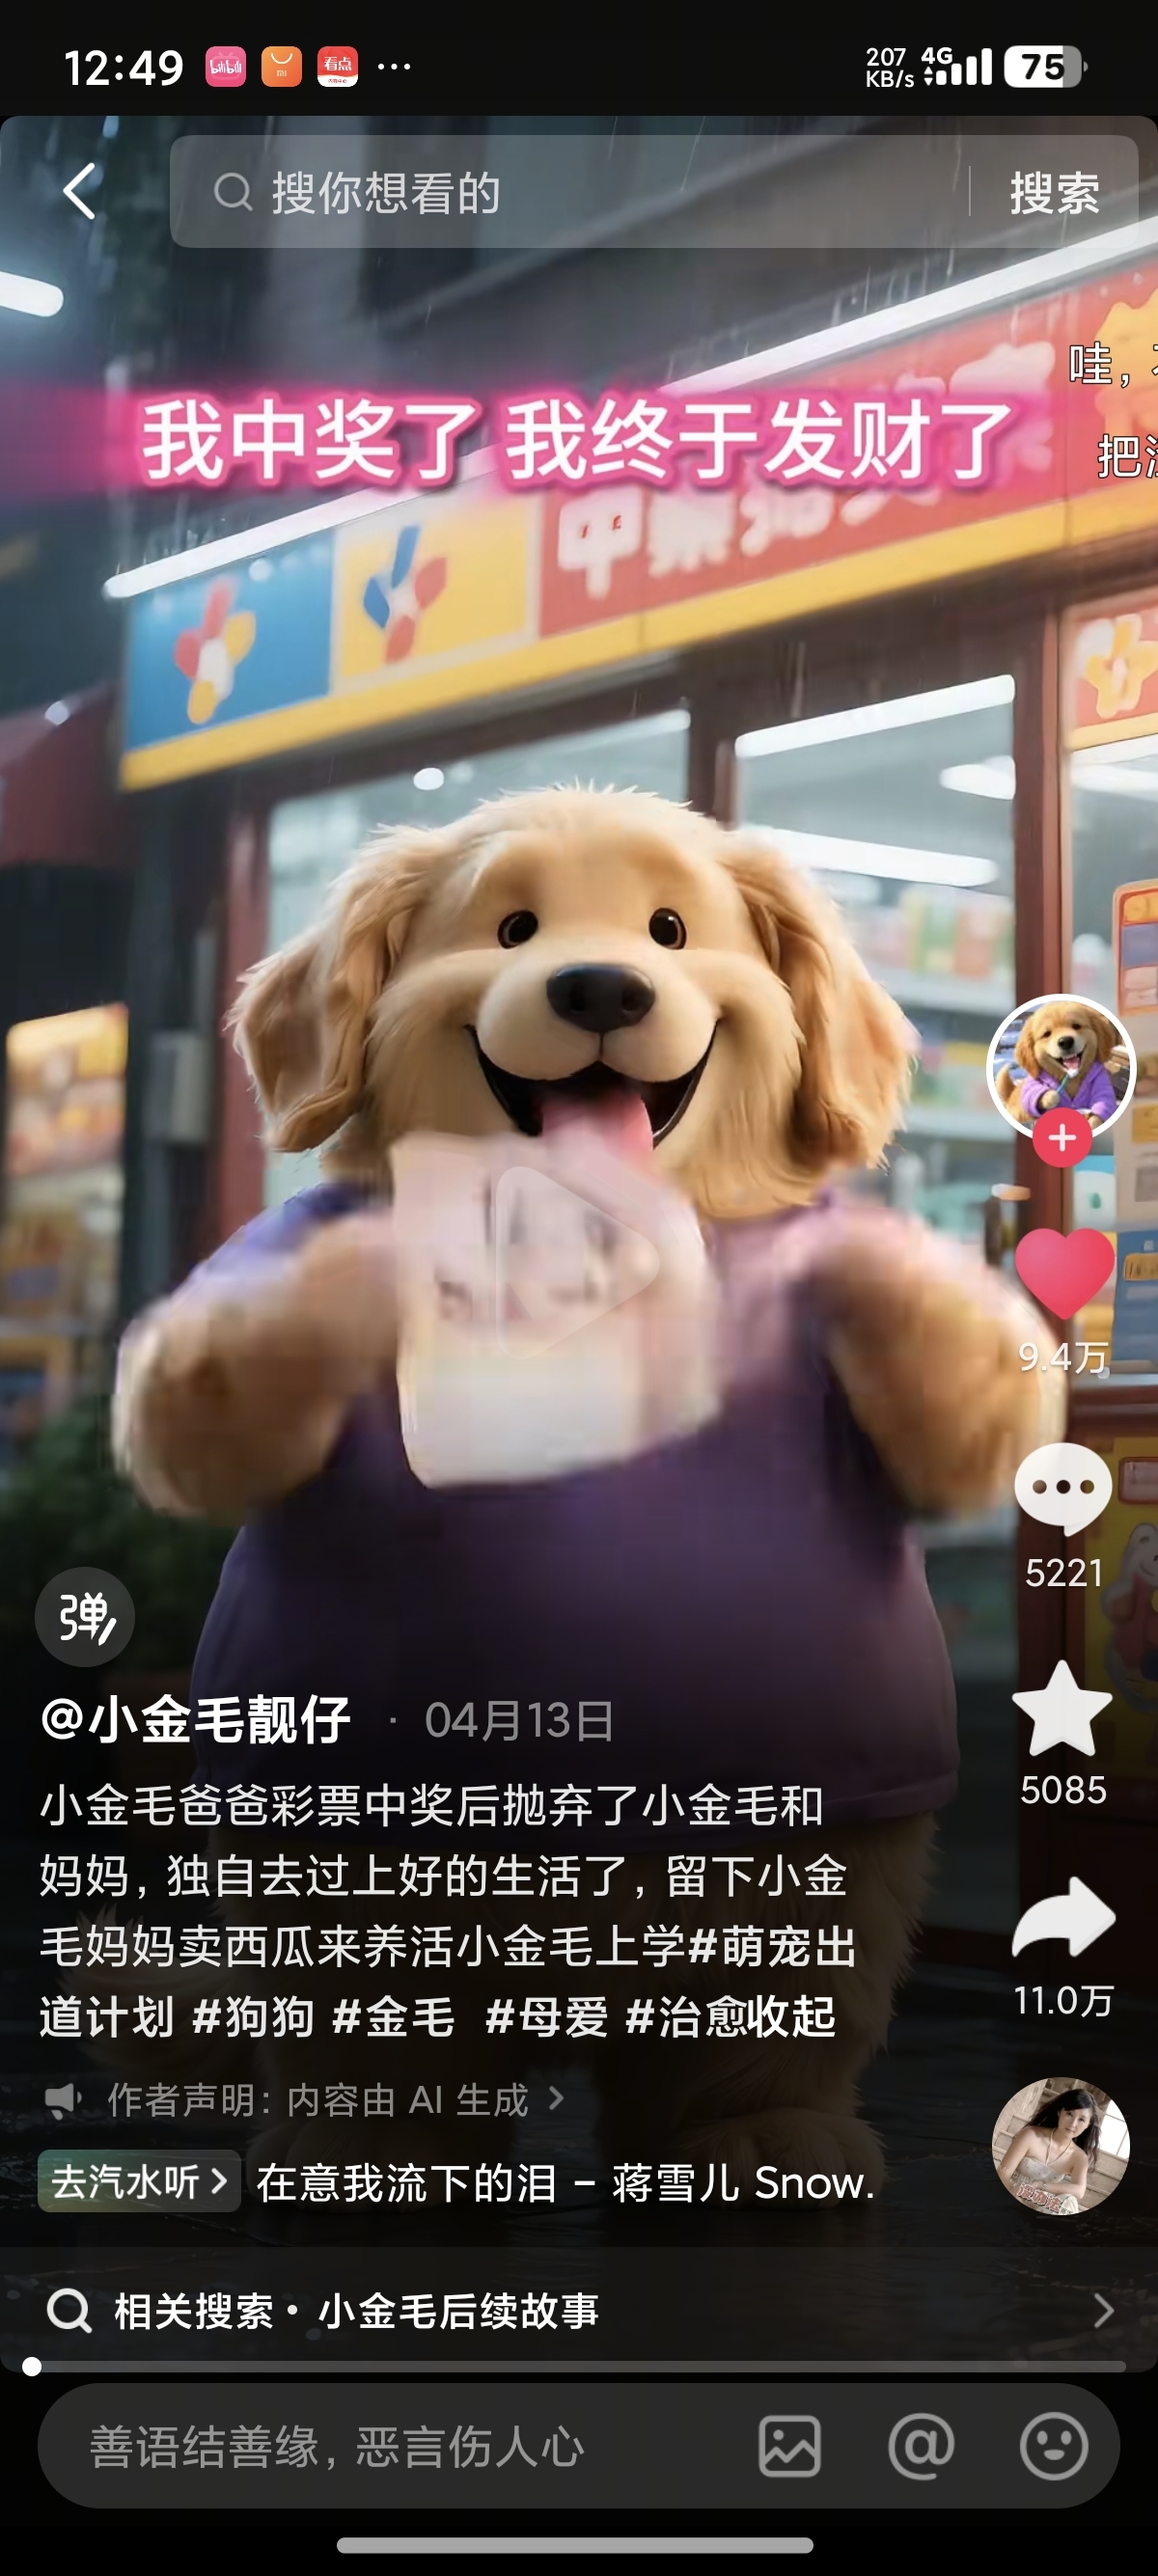 12:49
bilibili
mi
看点
207 KB/s
4G
75
搜你想看的
搜索
哇，
我中奖了 我终于发财了
把
9.4万
5221
弹
@小金毛靓仔 · 04月13日
5085
小金毛爸爸彩票中奖后抛弃了小金毛和
妈妈，独自去过上好的生活了，留下小金
毛妈妈卖西瓜来养活小金毛上学#萌宠出
道计划 #狗狗 #金毛 #母爱 #治愈收起
11.0万
作者声明：内容由 AI 生成
去汽水听
在意我流下的泪 – 蒋雪儿 Snow.
相关搜索 · 小金毛后续故事
善语结善缘，恶言伤人心